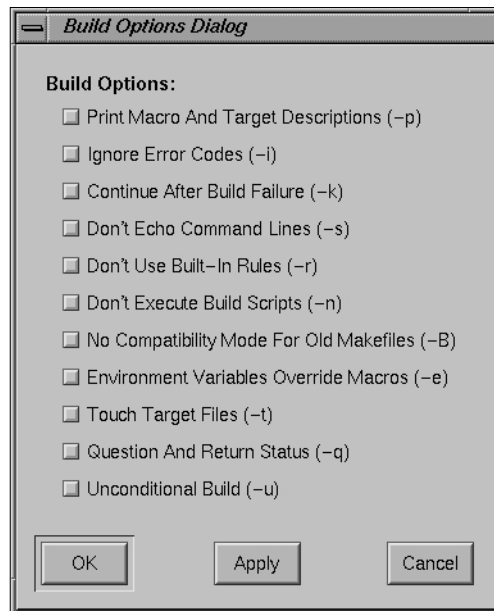 Build Options Dialog
Build Options:
Print Macro And Target Descriptions (−p)
Ignore Error Codes (−i)
Continue After Build Failure (−k)
Don't Echo Command Lines (−s)
Don't Use Built−In Rules (−r)
Don't Execute Build Scripts (−n)
No Compatibility Mode For Old Makefiles (−B)
Environment Variables Override Macros (−e)
Touch Target Files (−t)
Question And Return Status (−q)
Unconditional Build (−u)
OK Apply Cancel